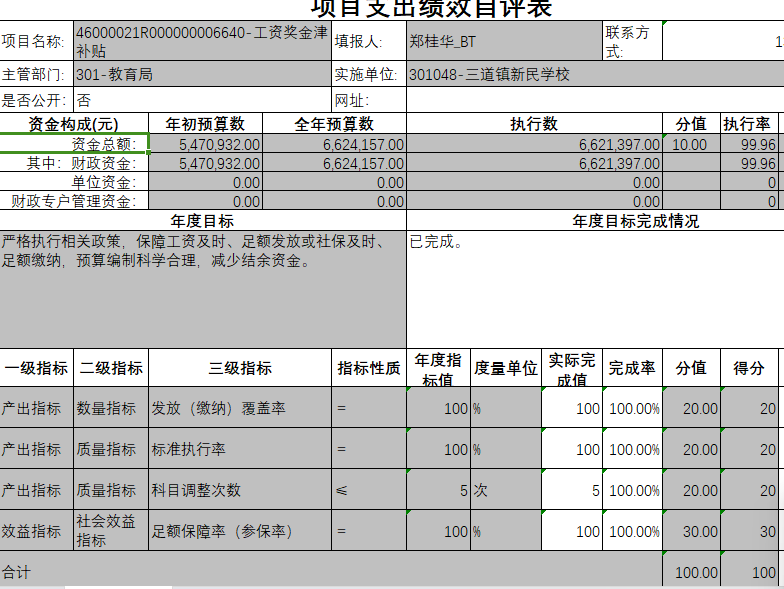 项目支出绩效自评表
项目名称: 46000021R000000006640-工资奖金津补贴 填报人: 郑桂华_BT 联系方式: 1
主管部门: 301-教育局 实施单位: 301048-三道镇新民学校
是否公开: 否 网址:
资金构成(元) 年初预算数 全年预算数 执行数 分值 执行率
资金总额: 5,470,932.00 6,624,157.00 6,621,397.00 10.00 99.96
其中: 财政资金: 5,470,932.00 6,624,157.00 6,621,397.00 99.96
单位资金: 0.00 0.00 0.00 0
财政专户管理资金: 0.00 0.00 0.00 0
年度目标 年度目标完成情况
严格执行相关政策，保障工资及时、足额发放或社保及时、 已完成。
足额缴纳，预算编制科学合理，减少结余资金。
一级指标 二级指标 三级指标 指标性质 年度指标值 度量单位 实际完成值 完成率 分值 得分
产出指标 数量指标 发放（缴纳）覆盖率 = 100 % 100 100.00% 20.00 20
产出指标 质量指标 标准执行率 = 100 % 100 100.00% 20.00 20
产出指标 质量指标 科目调整次数 ≤ 5 次 5 100.00% 20.00 20
效益指标 社会效益指标 足额保障率（参保率） = 100 % 100 100.00% 30.00 30
合计 100.00 100